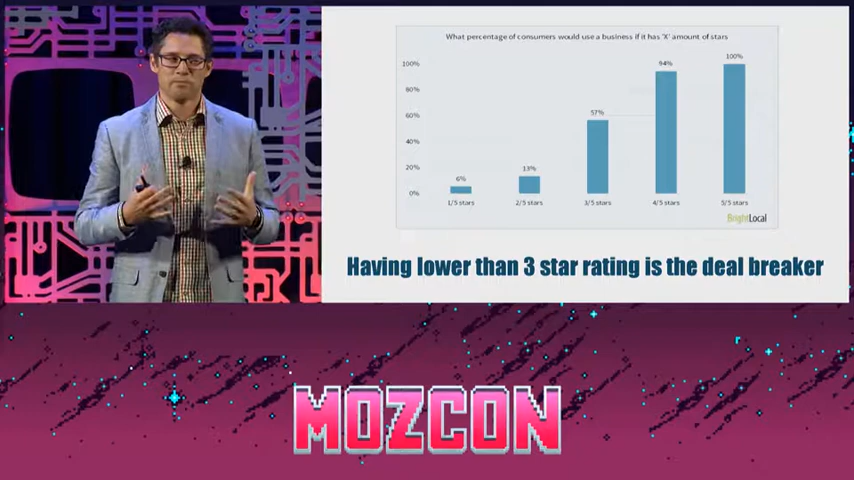 What percentage of consumers would use a business if it has 'X' amount of stars
100%
80%
60%
40%
20%
0%
6%
13%
57%
94%
100%
1/5 stars
2/5 stars
3/5 stars
4/5 stars
5/5 stars
BrightLocal
Having lower than 3 star rating is the deal breaker
MOZCON